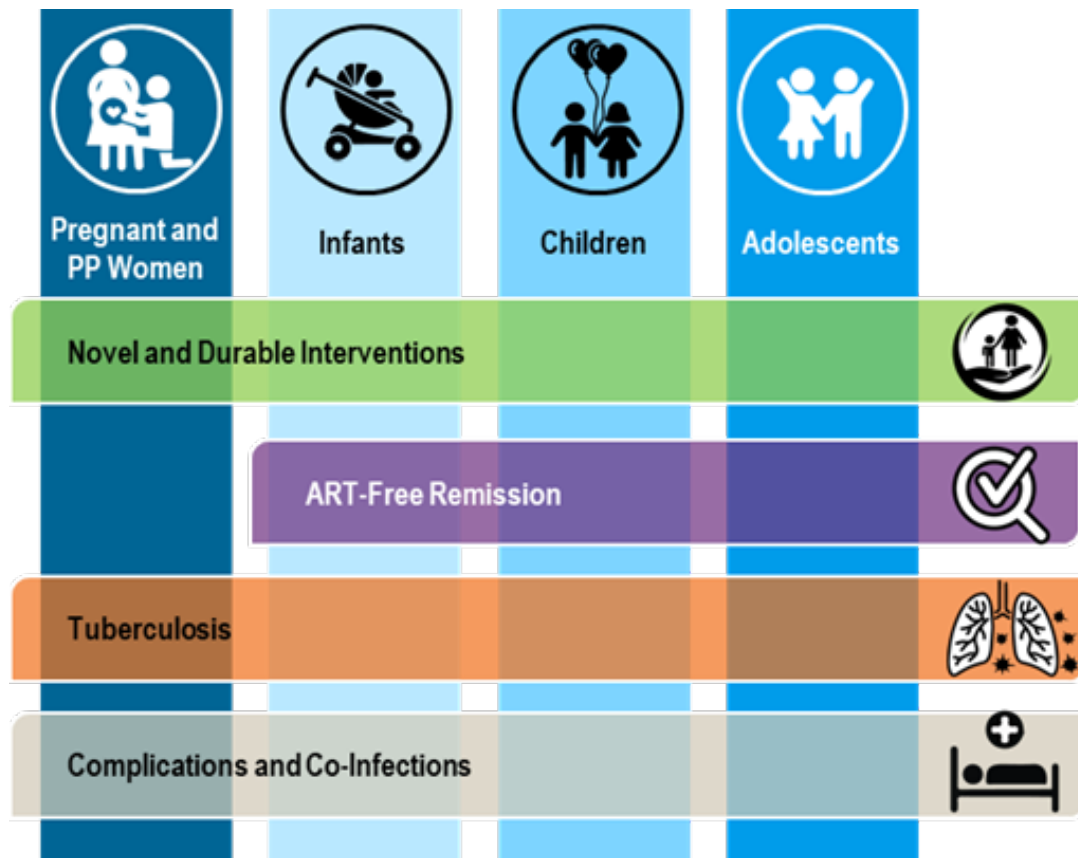 Pregnant and
PP Women
Infants
Children
Adolescents
Novel and Durable Interventions
ART-Free Remission
Tuberculosis
Complications and Co-Infections